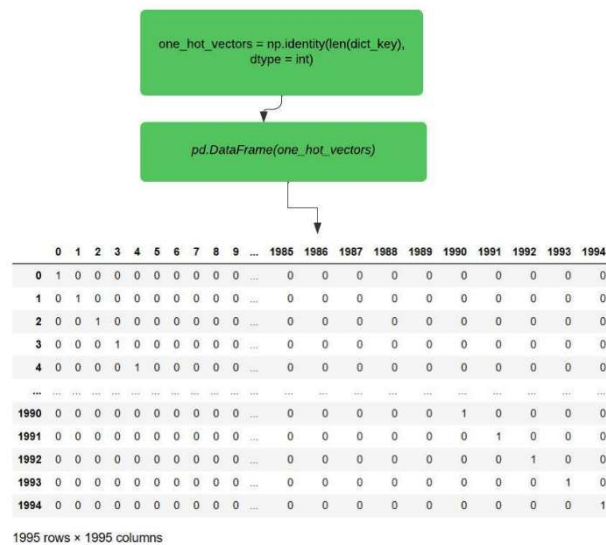 one_hot_vectors = np.identity(len(dict_key),
dtype = int)
pd.DataFrame(one_hot_vectors)
0 1 2 3 4 5 6 7 8 9 ... 1985 1986 1987 1988 1989 1990 1991 1992 1993 1994
0 1 0 0 0 0 0 0 0 0 0 ... 0 0 0 0 0 0 0 0 0 0
1 0 1 0 0 0 0 0 0 0 0 ... 0 0 0 0 0 0 0 0 0 0
2 0 0 1 0 0 0 0 0 0 0 ... 0 0 0 0 0 0 0 0 0 0
3 0 0 0 1 0 0 0 0 0 0 ... 0 0 0 0 0 0 0 0 0 0
4 0 0 0 0 1 0 0 0 0 0 ... 0 0 0 0 0 0 0 0 0 0
... ... ... ... ... ... ... ... ... ... ... ... ... ... ... ... ... ... ... ... ... ...
1990 0 0 0 0 0 0 0 0 0 0 ... 0 0 0 0 0 1 0 0 0 0
1991 0 0 0 0 0 0 0 0 0 0 ... 0 0 0 0 0 0 1 0 0 0
1992 0 0 0 0 0 0 0 0 0 0 ... 0 0 0 0 0 0 0 1 0 0
1993 0 0 0 0 0 0 0 0 0 0 ... 0 0 0 0 0 0 0 0 1 0
1994 0 0 0 0 0 0 0 0 0 0 ... 0 0 0 0 0 0 0 0 0 1
1995 rows × 1995 columns